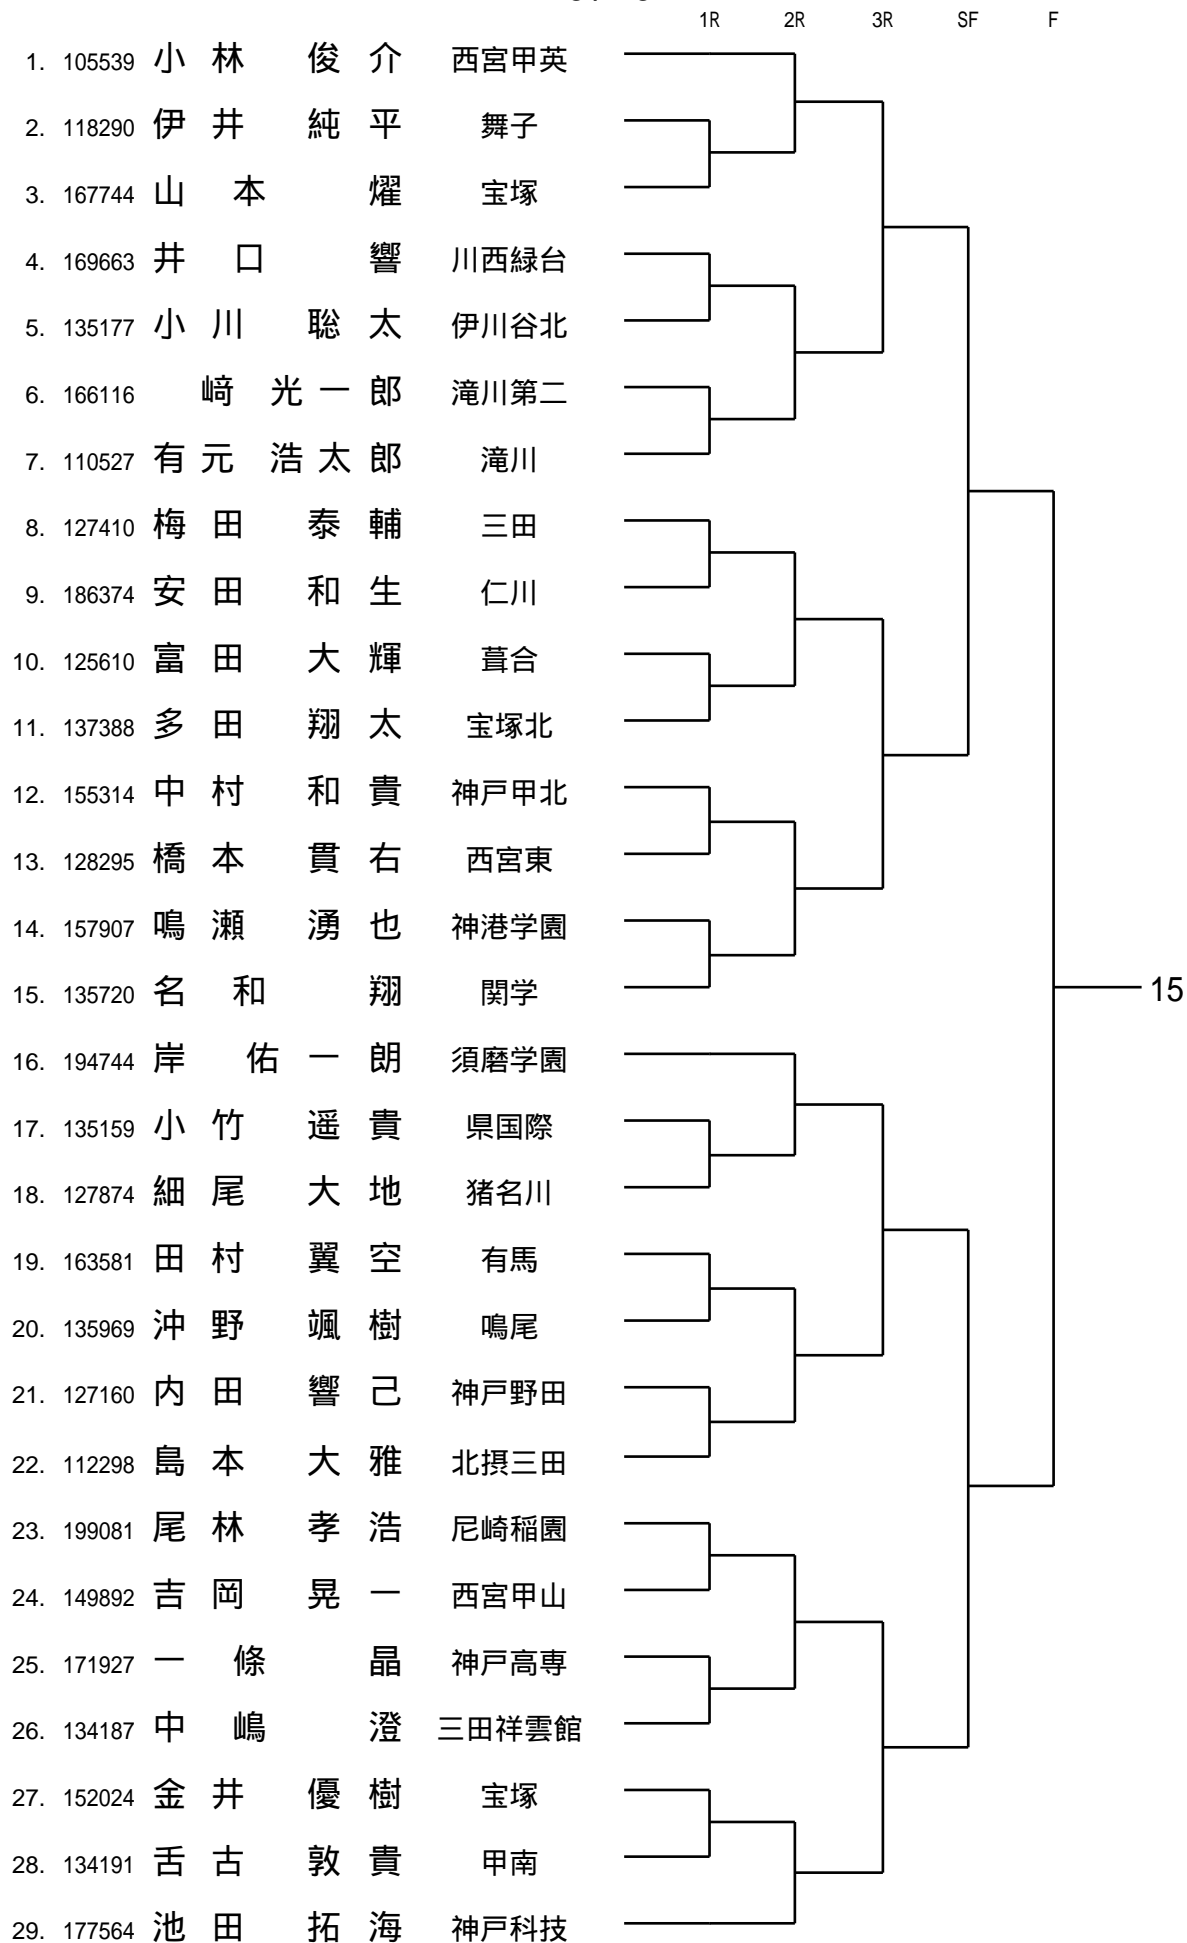 1R 2R 3R SF F
1. 105539 小林 俊介 西宮甲英
2. 118290 伊井 純平 舞子
3. 167744 山本 燿 宝塚
4. 169663 井口 響 川西緑台
5. 135177 小川 聡太 伊川谷北
6. 166116 﨑 光一郎 滝川第二
7. 110527 有元 浩太郎 滝川
8. 127410 梅田 泰輔 三田
9. 186374 安田 和生 仁川
10. 125610 富田 大輝 葺合
11. 137388 多田 翔太 宝塚北
12. 155314 中村 和貴 神戸甲北
13. 128295 橋本 貫右 西宮東
14. 157907 鳴瀬 湧也 神港学園
15. 135720 名和 翔 関学
15
16. 194744 岸 佑一朗 須磨学園
17. 135159 小竹 遥貴 県国際
18. 127874 細尾 大地 猪名川
19. 163581 田村 翼空 有馬
20. 135969 沖野 颯樹 鳴尾
21. 127160 内田 響己 神戸野田
22. 112298 島本 大雅 北摂三田
23. 199081 尾林 孝浩 尼崎稲園
24. 149892 吉岡 晃一 西宮甲山
25. 171927 一條 晶 神戸高専
26. 134187 中嶋 澄 三田祥雲館
27. 152024 金井 優樹 宝塚
28. 134191 舌古 敦貴 甲南
29. 177564 池田 拓海 神戸科技